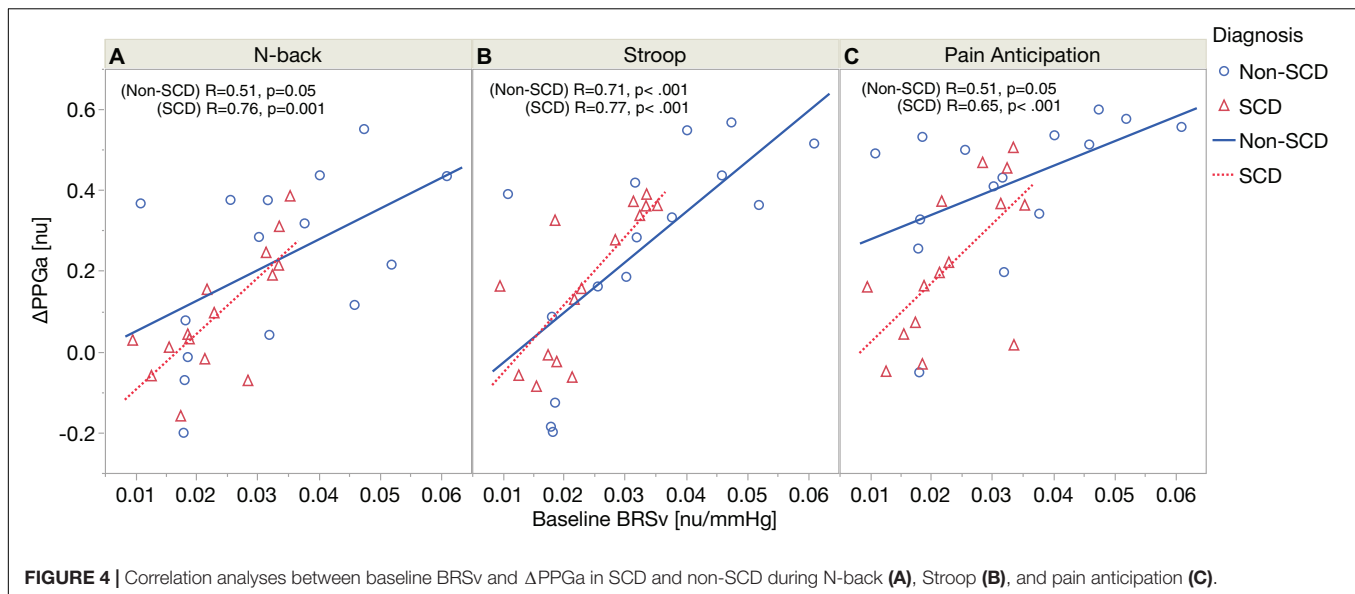 A N-back
B Stroop
C Pain Anticipation
(Non-SCD) R=0.51, p=0.05
(SCD) R=0.76, p=0.001
(Non-SCD) R=0.71, p< .001
(SCD) R=0.77, p< .001
(Non-SCD) R=0.51, p=0.05
(SCD) R=0.65, p< .001
Diagnosis
Non-SCD
SCD
Non-SCD
SCD
ΔPPGa [nu]
0.6
0.4
0.2
0.0
-0.2
0.01 0.02 0.03 0.04 0.05 0.06
0.01 0.02 0.03 0.04 0.05 0.06
0.01 0.02 0.03 0.04 0.05 0.06
Baseline BRSv [nu/mmHg]
FIGURE 4 | Correlation analyses between baseline BRSv and ΔPPGa in SCD and non-SCD during N-back (A), Stroop (B), and pain anticipation (C).